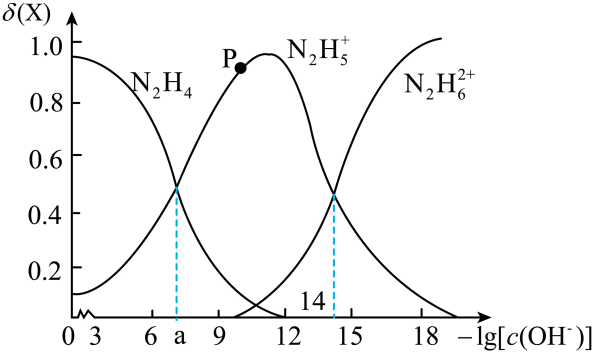 δ(X)
1.0
0.8
0.6
0.4
0.2
P
N₂H₄
N₂H₅⁺
N₂H₆²⁺
14
0 3 6 a 9 12 15 18 −lg[c(OH⁻)]